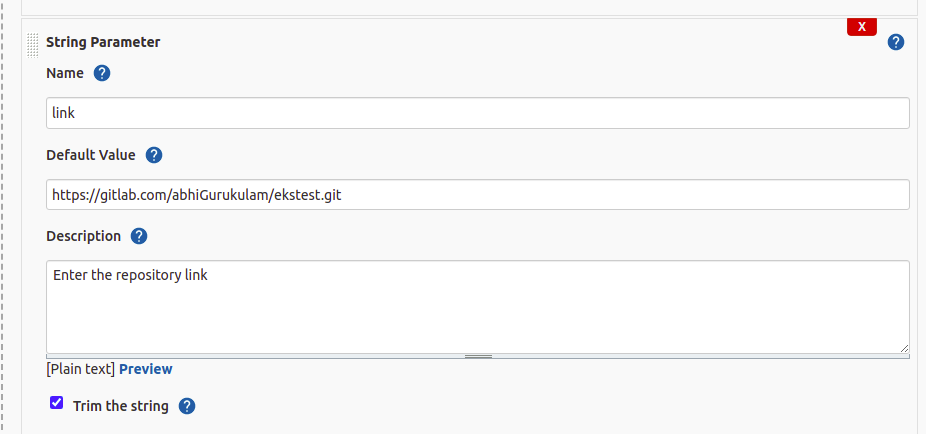 X
String Parameter
?
Name ?
link
Default Value ?
https://gitlab.com/abhiGurukulam/ekstest.git
Description ?
Enter the repository link
[Plain text] Preview
Trim the string ?